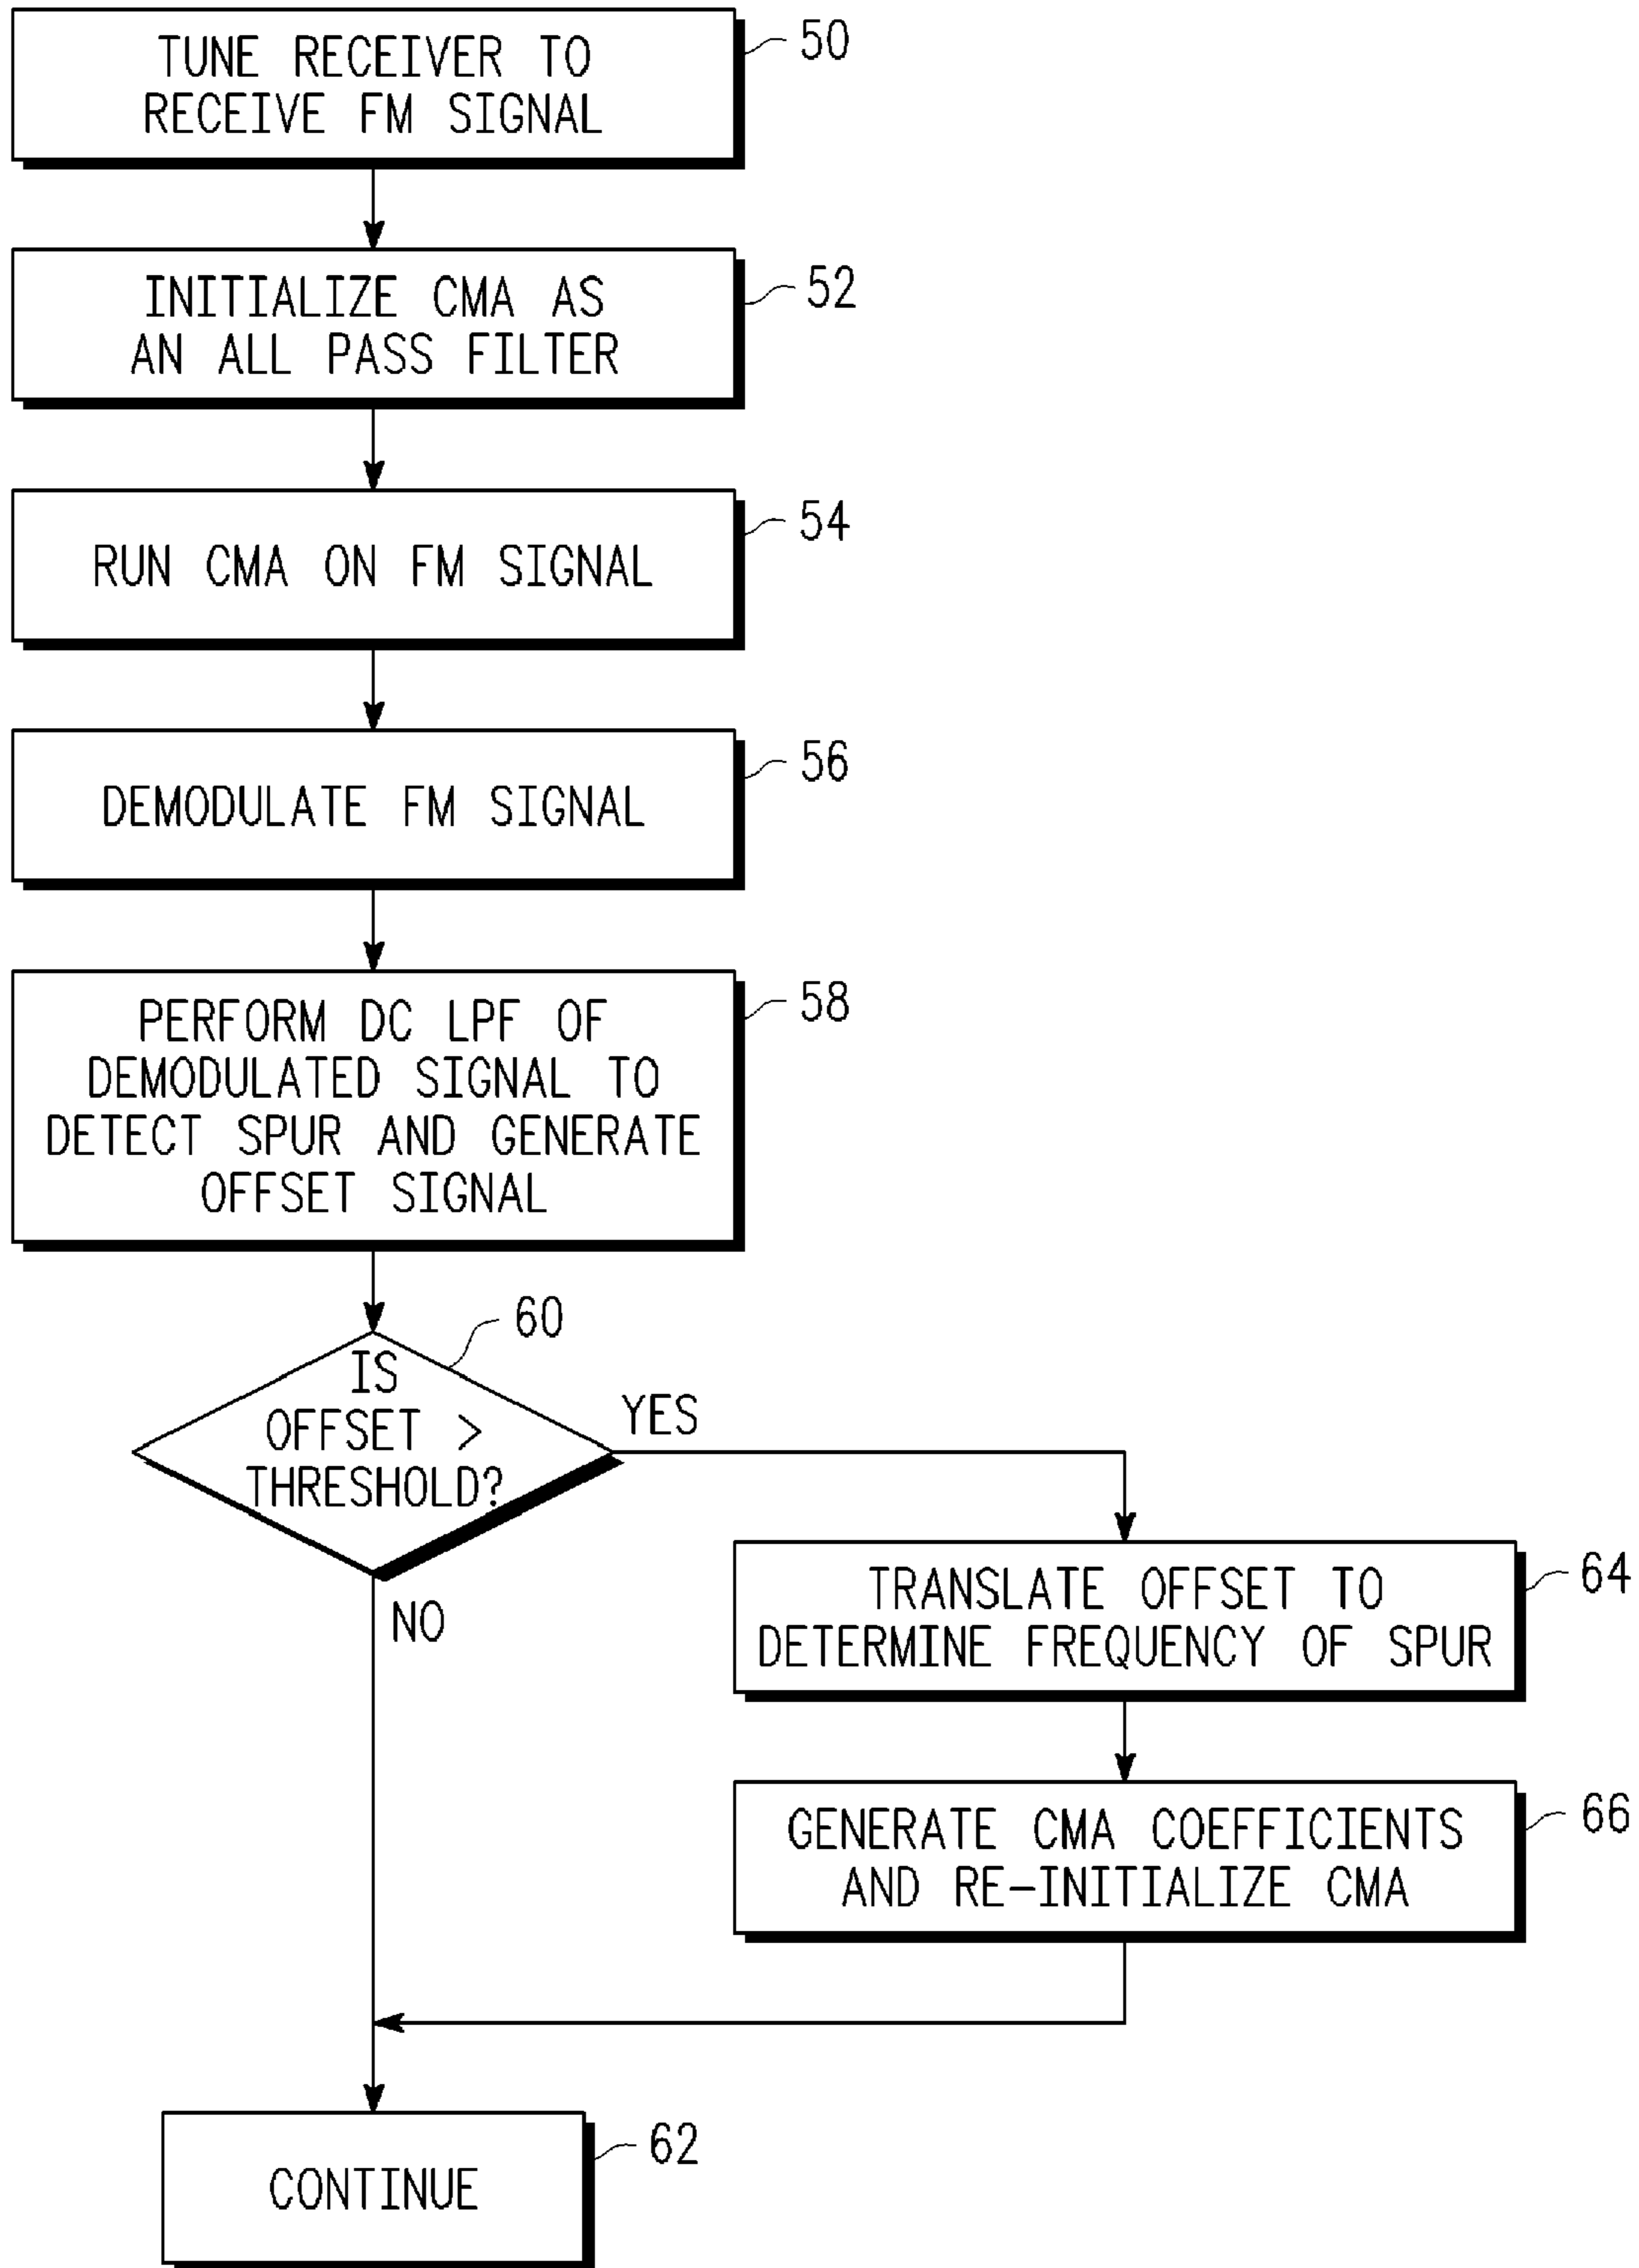 TUNE RECEIVER TO
RECEIVE FM SIGNAL
50
INITIALIZE CMA AS
AN ALL PASS FILTER
52
RUN CMA ON FM SIGNAL
54
DEMODULATE FM SIGNAL
56
PERFORM DC LPF OF
DEMODULATED SIGNAL TO
DETECT SPUR AND GENERATE
OFFSET SIGNAL
58
IS
OFFSET >
THRESHOLD?
60
YES
NO
TRANSLATE OFFSET TO
DETERMINE FREQUENCY OF SPUR
64
GENERATE CMA COEFFICIENTS
AND RE-INITIALIZE CMA
66
CONTINUE
62